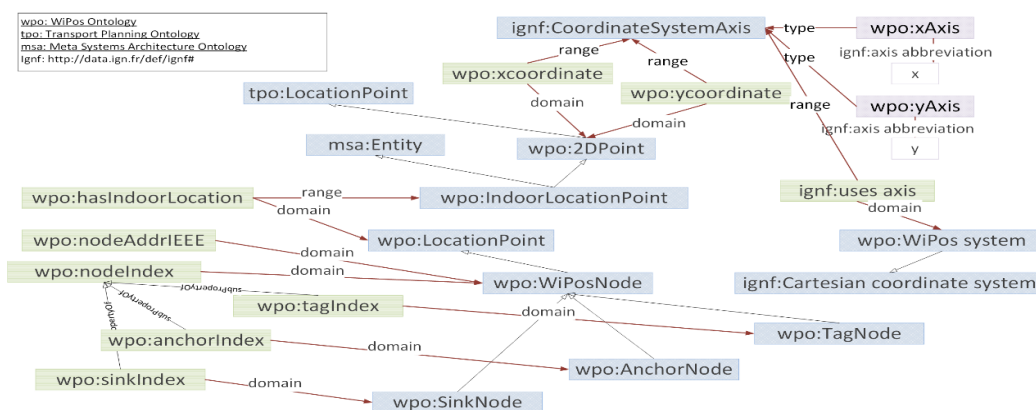 wpo: WiPos Ontology
tpo: Transport Planning Ontology
msa: Meta Systems Architecture Ontology
Ignf: http://data.ign.fr/def/ignf#
ignf:CoordinateSystemAxis
type
wpo:xAxis
ignf:axis abbreviation
x
range
range
type
wpo:xcoordinate
wpo:ycoordinate
range
wpo:yAxis
ignf:axis abbreviation
y
tpo:LocationPoint
domain
domain
msa:Entity
wpo:2DPoint
wpo:hasIndoorLocation
range
wpo:IndoorLocationPoint
ignf:uses axis
domain
domain
wpo:nodeAddrIEEE
wpo:LocationPoint
wpo:WiPos system
domain
wpo:nodeIndex
domain
wpo:WiPosNode
ignf:Cartesian coordinate system
subPropertyOf
subPropertyOf
opertyOf
wpo:tagIndex
domain
wpo:TagNode
wpo:anchorIndex
domain
wpo:AnchorNode
wpo:sinkIndex
domain
wpo:SinkNode